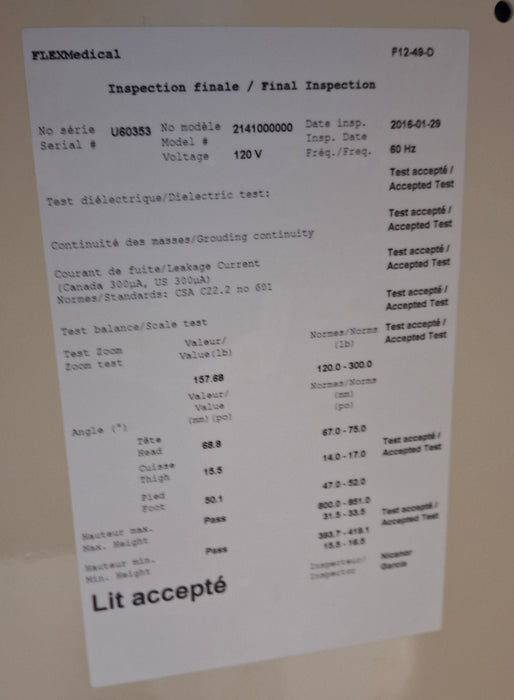 FLEXMedical F12-49-D
Inspection finale / Final Inspection
No série U60353 No modèle 2141000000 Date insp. 2016-01-29
Serial # Model # Insp. Date
Voltage 120 V Fréq./Freq. 60 Hz
Test accepté /
Test diélectrique/Dielectric test: Accepted Test
Test accepté /
Continuité des masses/Grouding continuity Accepted Test
Courant de fuite/Leakage Current Test accepté /
(Canada 300µA, US 300µA) Accepted Test
Normes/Standards: CSA C22.2 no 601
Test accepté /
Accepted Test
Test balance/Scale test
Test Zoom Valeur/ Normes/Norms Test accepté /
Zoom test Value(lb) (lb) Accepted Test
157.68 120.0 - 300.0
Valeur/ Normes/Norms
Value (mm)
Angle (°) (mm) (po) (po)
Tête 68.8 67.0 - 75.0
Head
Cuisse 15.5 14.0 - 17.0 Test accepté /
Thigh Accepted Test
Pied 50.1 47.0 - 52.0
Foot
Hauteur max. Pass 800.0 - 851.0 Test accepté /
Max. Height 31.5 - 33.5 Accepted Test
Hauteur min. Pass 393.7 - 419.1
Min. Height 15.5 - 16.5
Inspecteur/ Nicanor
Inspector Garcia
Lit accepté